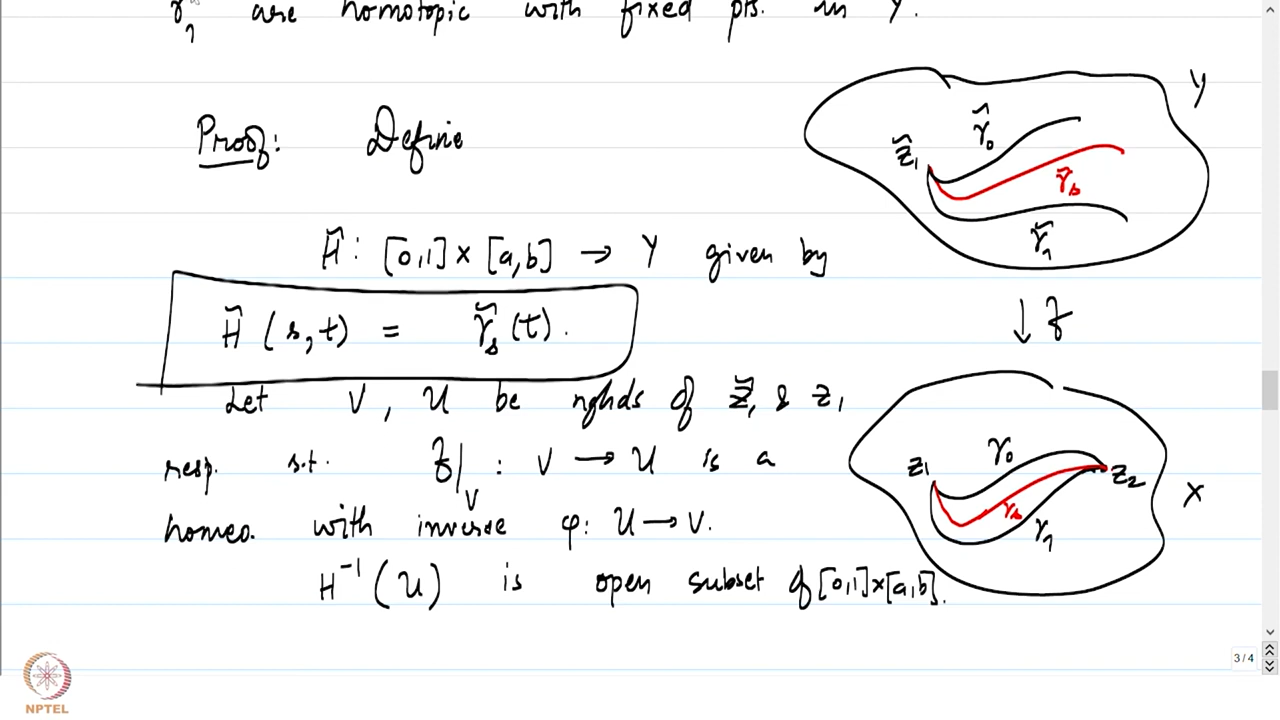 γ̃₁ are homotopic with fixed pts. in Y.
Proof: Define
H̃ : [0,1] × [a,b] → Y given by
H̃ (s,t) = γ̃ₛ(t).
Let V, U be nghds of z̃₁ & z₁
resp. s.t. f|_V : V → U is a
homeo. with inverse φ: U → V.
H⁻¹(U) is open subset of [0,1]×[a,b].
Y
γ̃₀
z̃₁
γ̃ₛ
γ̃₁
↓ f
γ₀
z₁
z₂
γₛ
γ₁
X
3 / 4
NPTEL